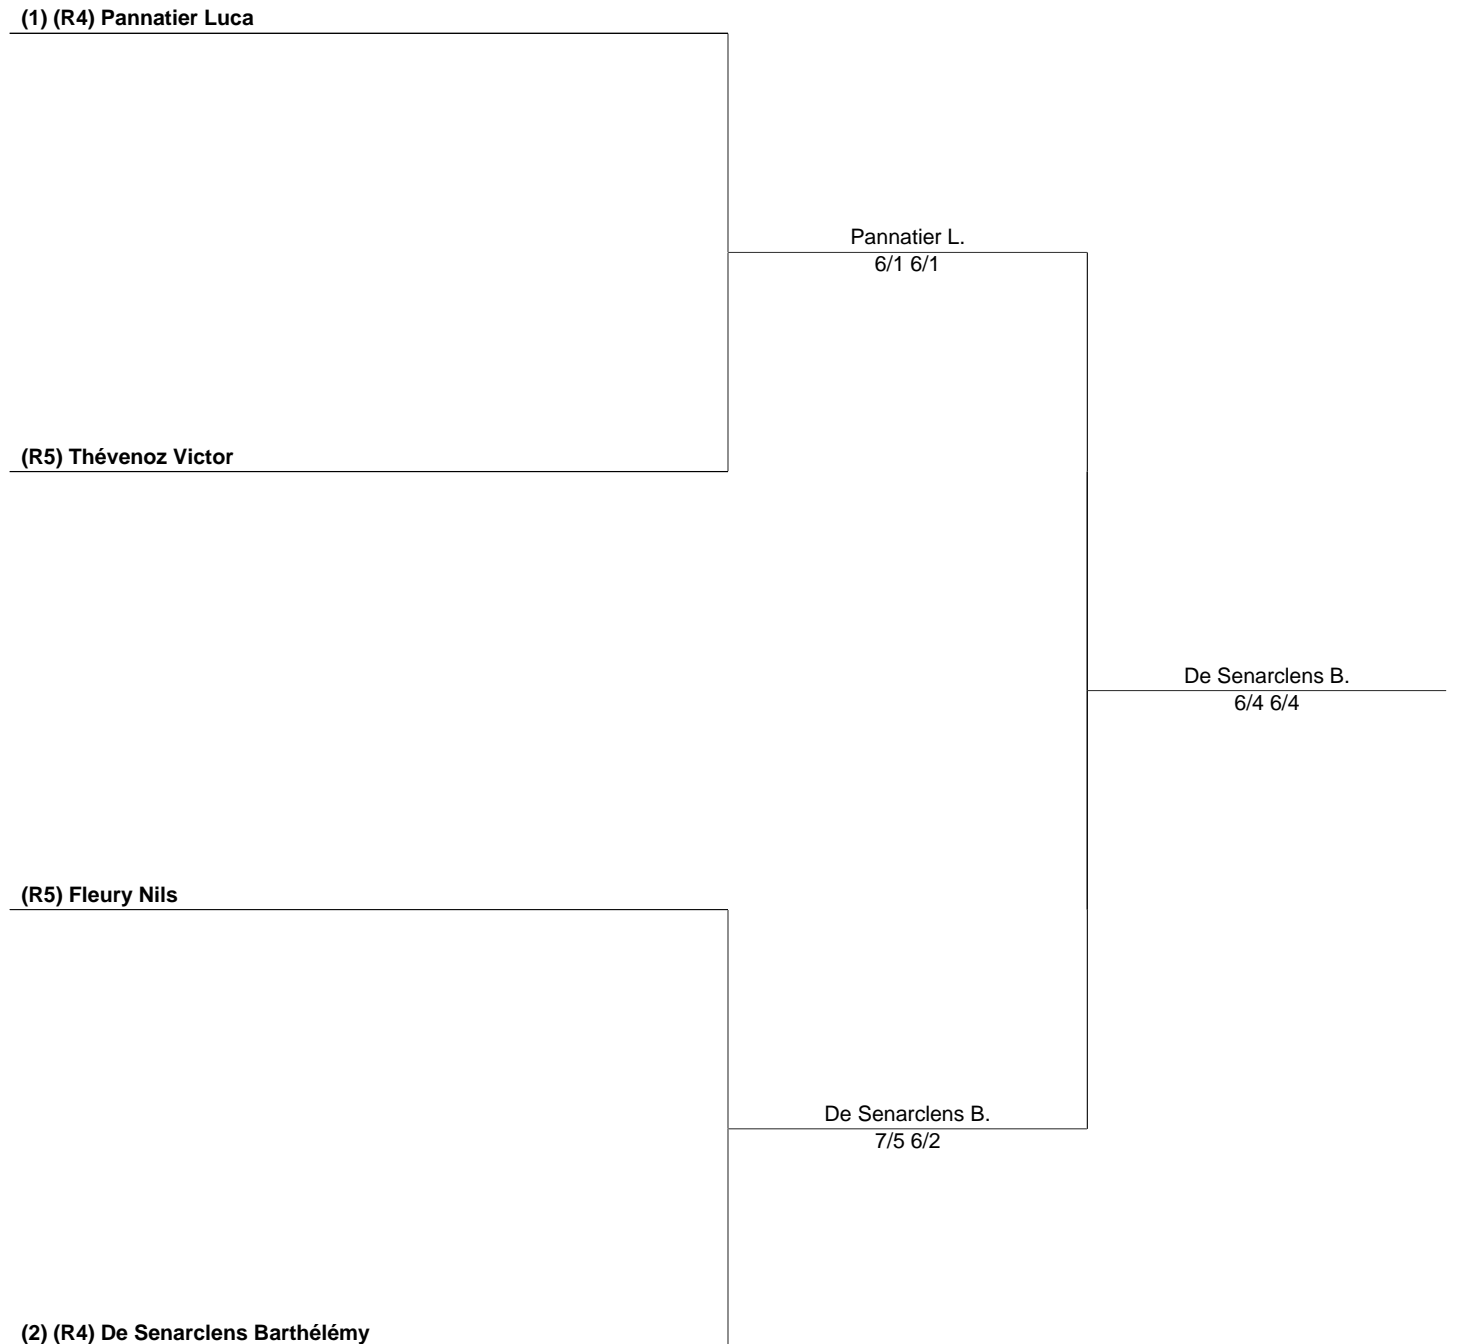 (1) (R4) Pannatier Luca
Pannatier L.
6/1 6/1
(R5) Thévenoz Victor
De Senarclens B.
6/4 6/4
(R5) Fleury Nils
De Senarclens B.
7/5 6/2
(2) (R4) De Senarclens Barthélémy